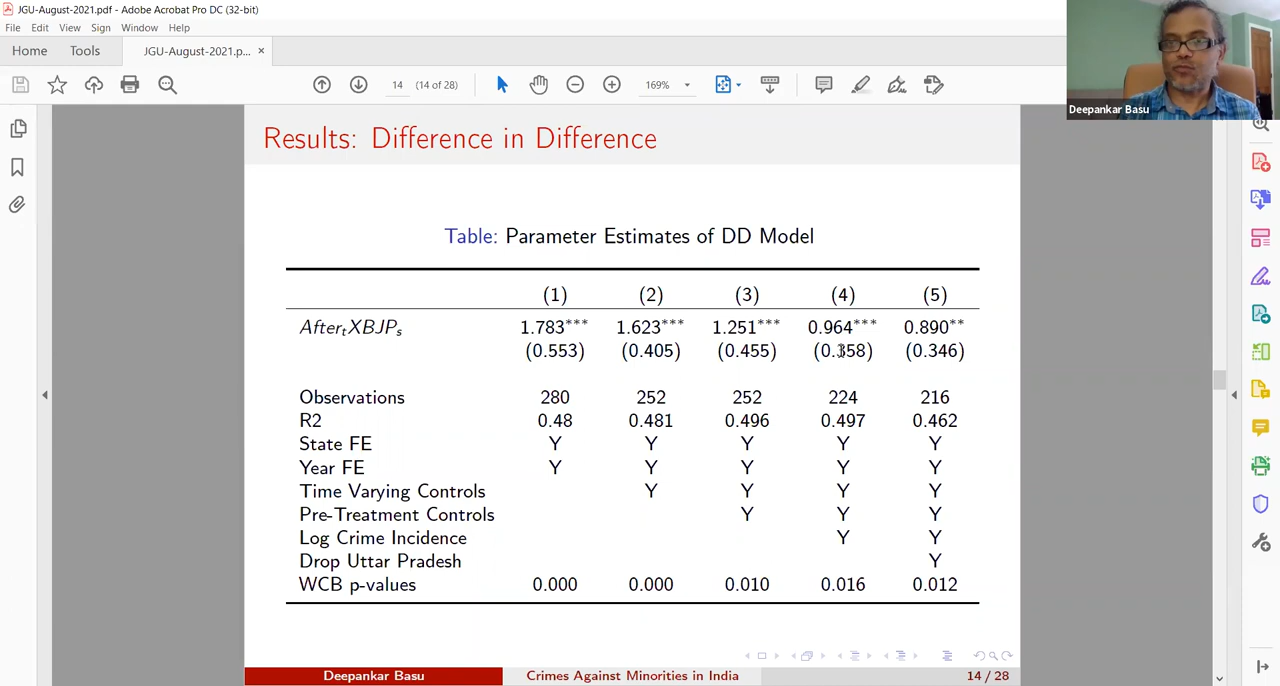 JGU-August-2021.pdf - Adobe Acrobat Pro DC (32-bit)
File Edit View Sign Window Help
Home Tools JGU-August-2021.p... ×
14 (14 of 28) 169%
Deepankar Basu
Results: Difference in Difference
Table: Parameter Estimates of DD Model
(1) (2) (3) (4) (5)
AftertXBJPs 1.783*** 1.623*** 1.251*** 0.964*** 0.890**
(0.553) (0.405) (0.455) (0.358) (0.346)
Observations 280 252 252 224 216
R2 0.48 0.481 0.496 0.497 0.462
State FE Y Y Y Y Y
Year FE Y Y Y Y Y
Time Varying Controls Y Y Y Y
Pre-Treatment Controls Y Y Y
Log Crime Incidence Y Y
Drop Uttar Pradesh Y
WCB p-values 0.000 0.000 0.010 0.016 0.012
Deepankar Basu Crimes Against Minorities in India 14 / 28